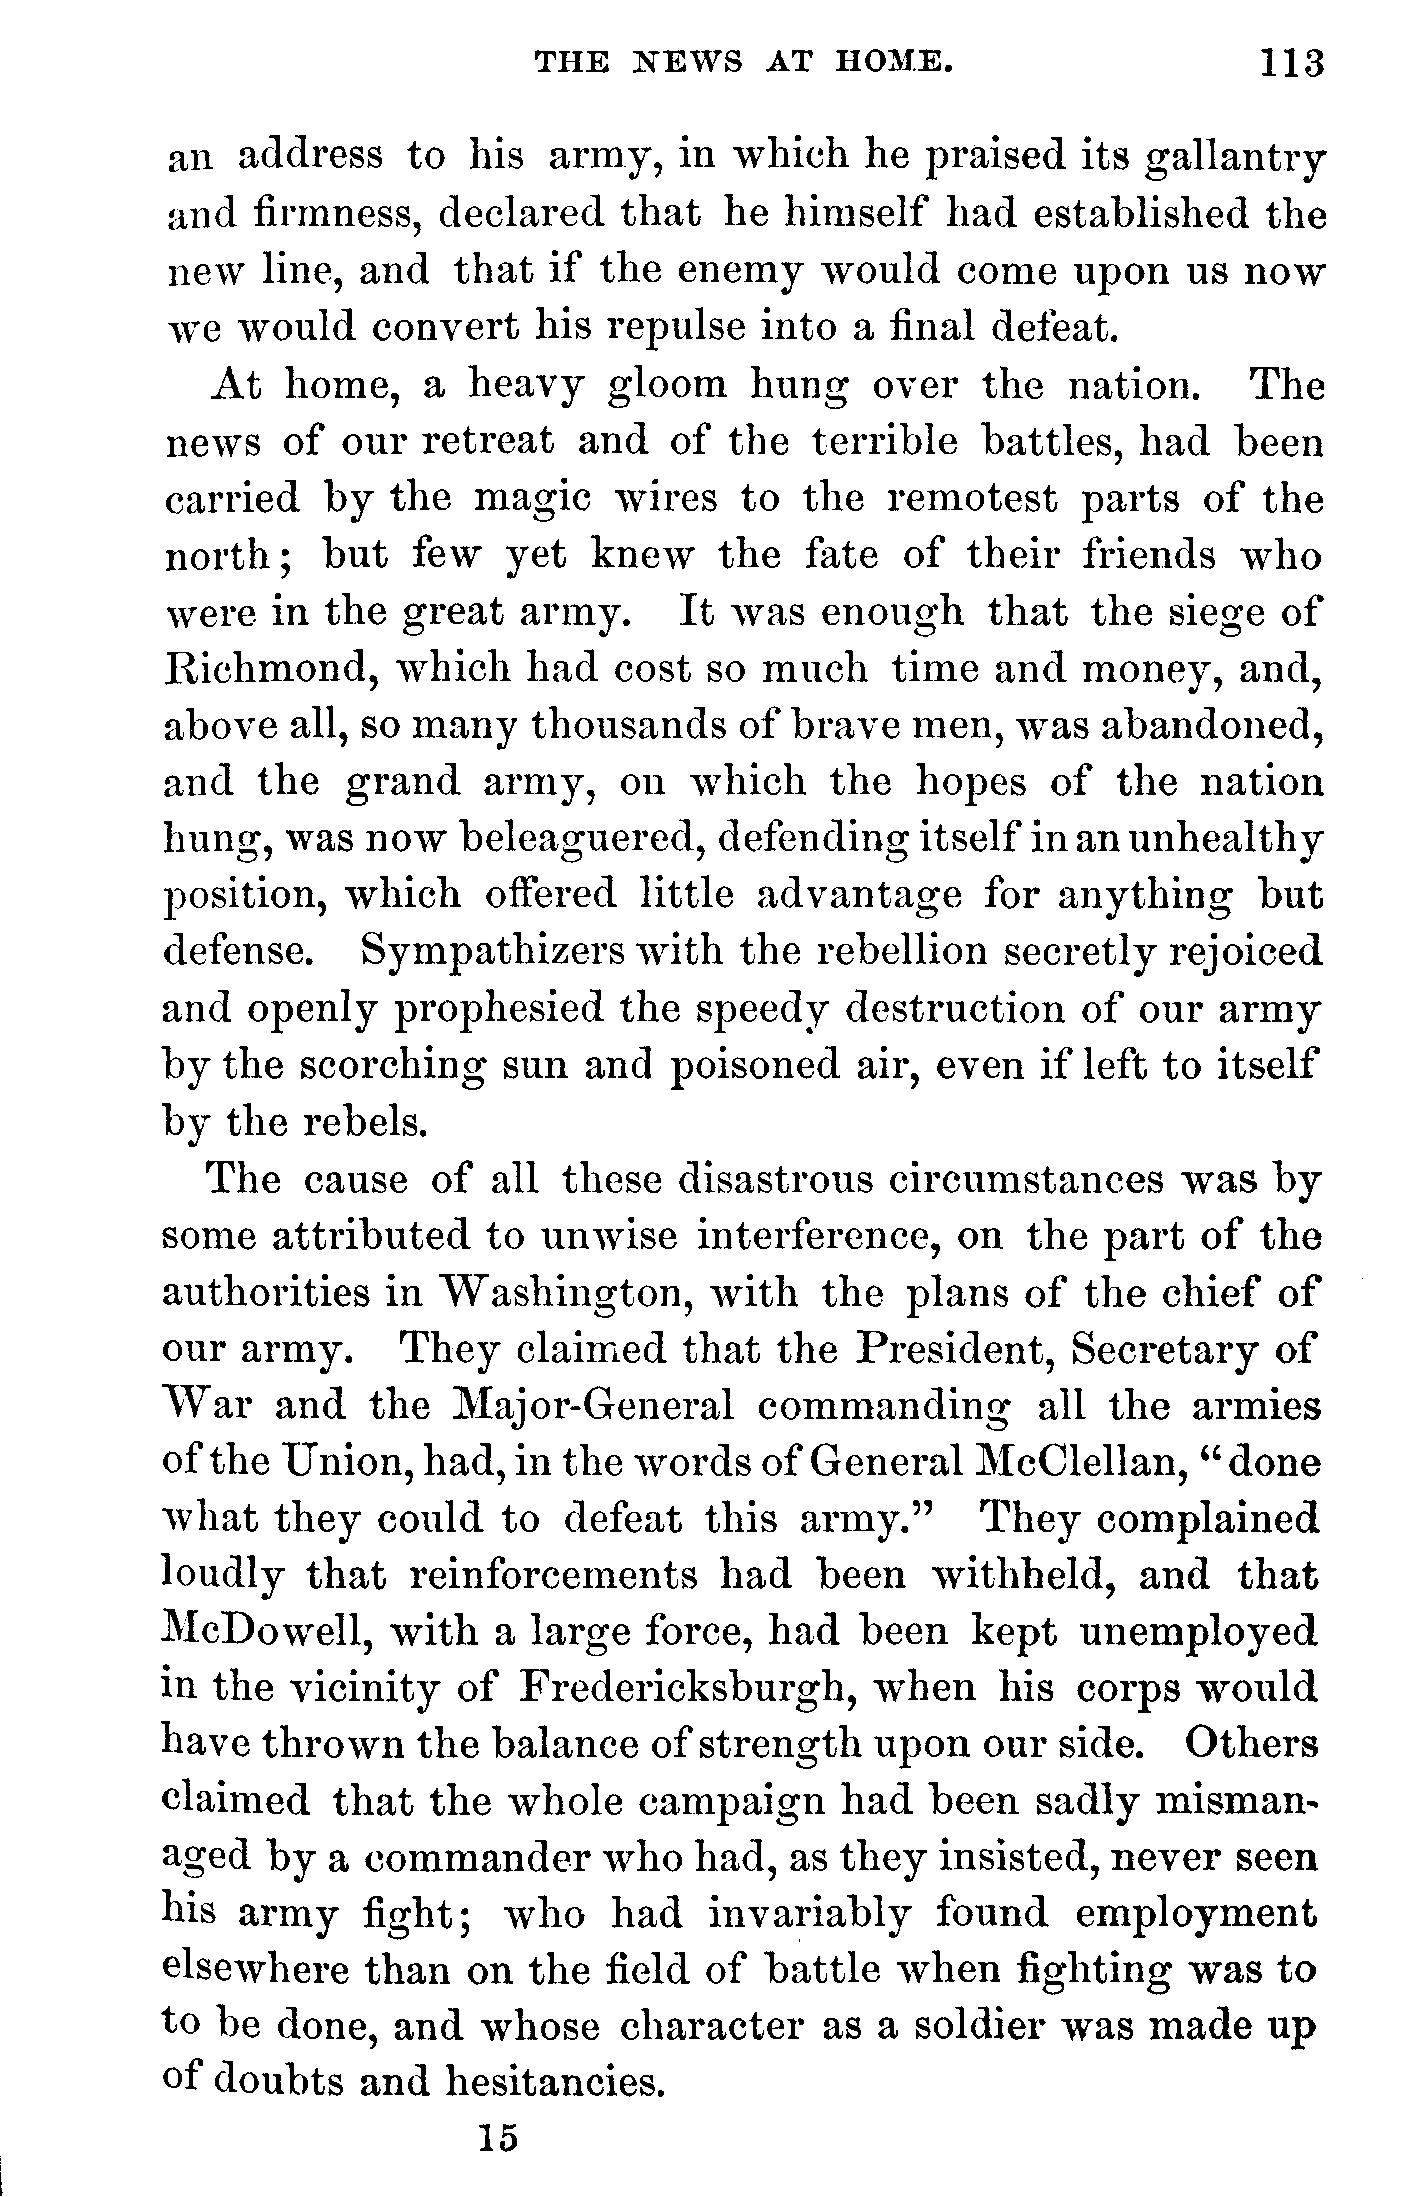 THE NEWS AT HOME. 113
an address to his army, in which he praised its gallantry
and firmness, declared that he himself had established the
new line, and that if the enemy would come upon us now
we would convert his repulse into a final defeat.
At home, a heavy gloom hung over the nation. The
news of our retreat and of the terrible battles, had been
carried by the magic wires to the remotest parts of the
north; but few yet knew the fate of their friends who
were in the great army. It was enough that the siege of
Richmond, which had cost so much time and money, and,
above all, so many thousands of brave men, was abandoned,
and the grand army, on which the hopes of the nation
hung, was now beleaguered, defending itself in an unhealthy
position, which offered little advantage for anything but
defense. Sympathizers with the rebellion secretly rejoiced
and openly prophesied the speedy destruction of our army
by the scorching sun and poisoned air, even if left to itself
by the rebels.
The cause of all these disastrous circumstances was by
some attributed to unwise interference, on the part of the
authorities in Washington, with the plans of the chief of
our army. They claimed that the President, Secretary of
War and the Major-General commanding all the armies
of the Union, had, in the words of General McClellan, "done
what they could to defeat this army." They complained
loudly that reinforcements had been withheld, and that
McDowell, with a large force, had been kept unemployed
in the vicinity of Fredericksburgh, when his corps would
have thrown the balance of strength upon our side. Others
claimed that the whole campaign had been sadly misman-
aged by a commander who had, as they insisted, never seen
his army fight; who had invariably found employment
elsewhere than on the field of battle when fighting was to
to be done, and whose character as a soldier was made up
of doubts and hesitancies.
15